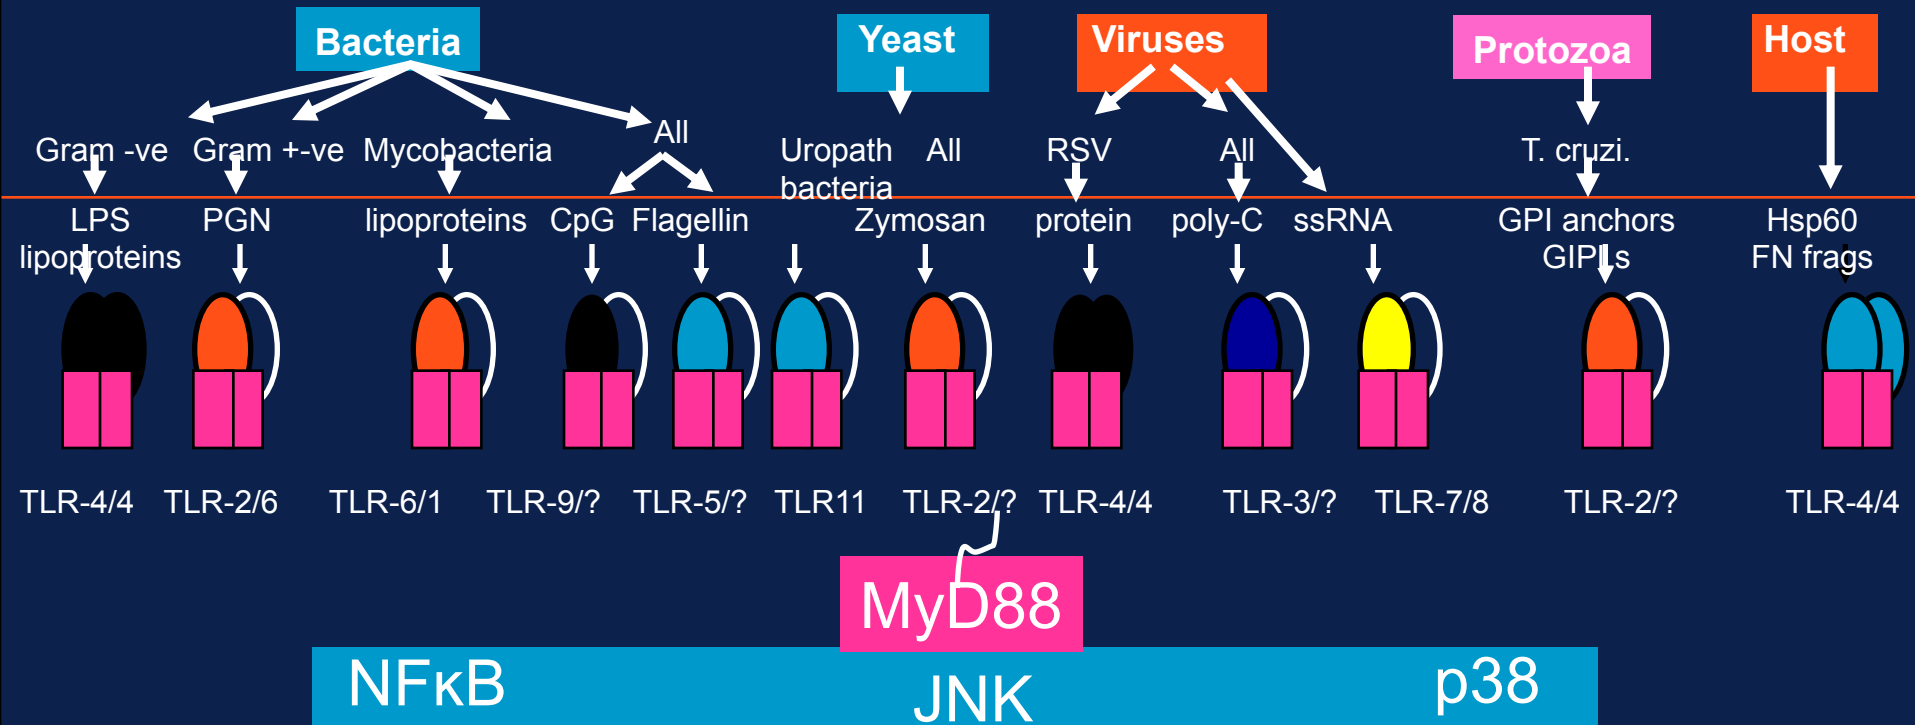 Bacteria
Yeast
Viruses
Protozoa
Host
All
Gram -ve
Gram +-ve
Mycobacteria
Uropath
bacteria
All
RSV
All
T. cruzi.
LPS
lipoproteins
PGN
lipoproteins
CpG
Flagellin
Zymosan
protein
poly-C
ssRNA
GPI anchors
GIPLs
Hsp60
FN frags
TLR-4/4
TLR-2/6
TLR-6/1
TLR-9/?
TLR-5/?
TLR11
TLR-2/?
TLR-4/4
TLR-3/?
TLR-7/8
TLR-2/?
TLR-4/4
MyD88
NFκB
JNK
p38